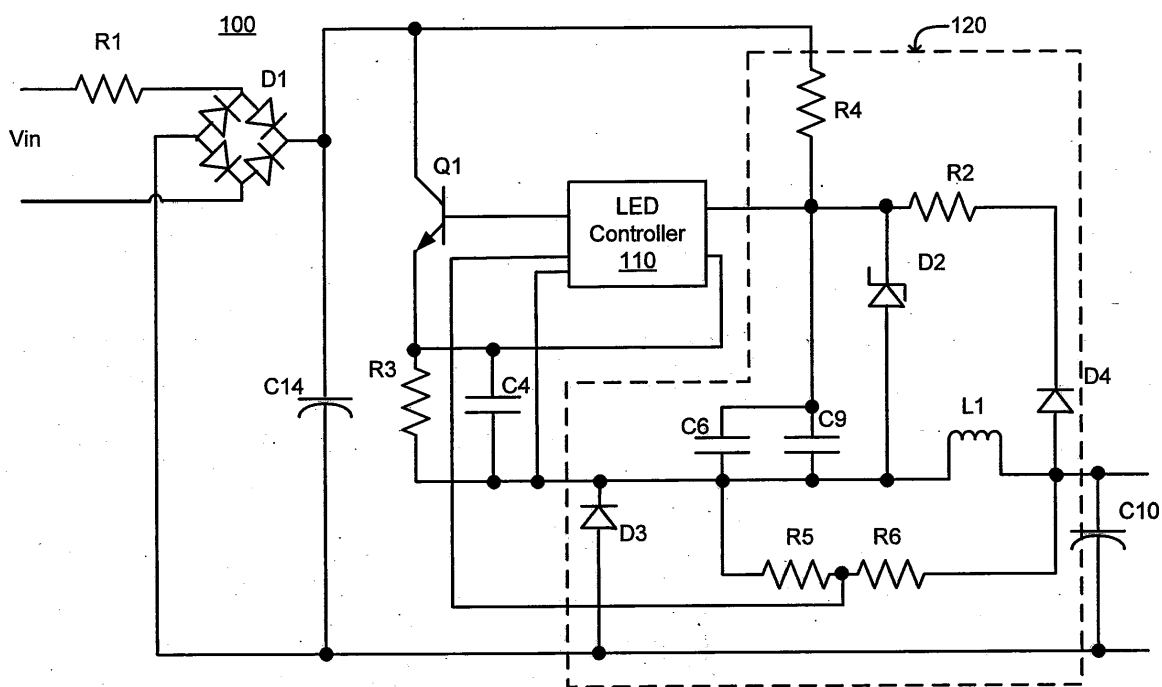 100
120
R1
D1
R4
Vin
Q1
R2
LED
Controller
110
D2
R3
C4
C14
D4
L1
C6
C9
D3
R5
R6
C10